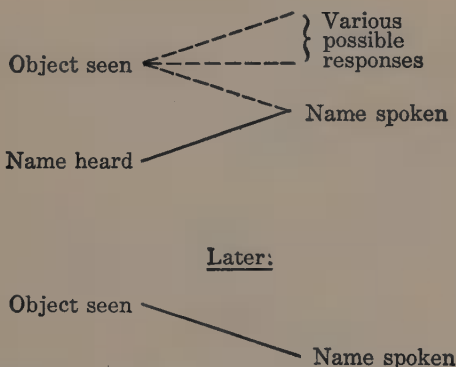 Various
possible
responses
Object seen
Name spoken
Name heard
Later:
Object seen
Name spoken